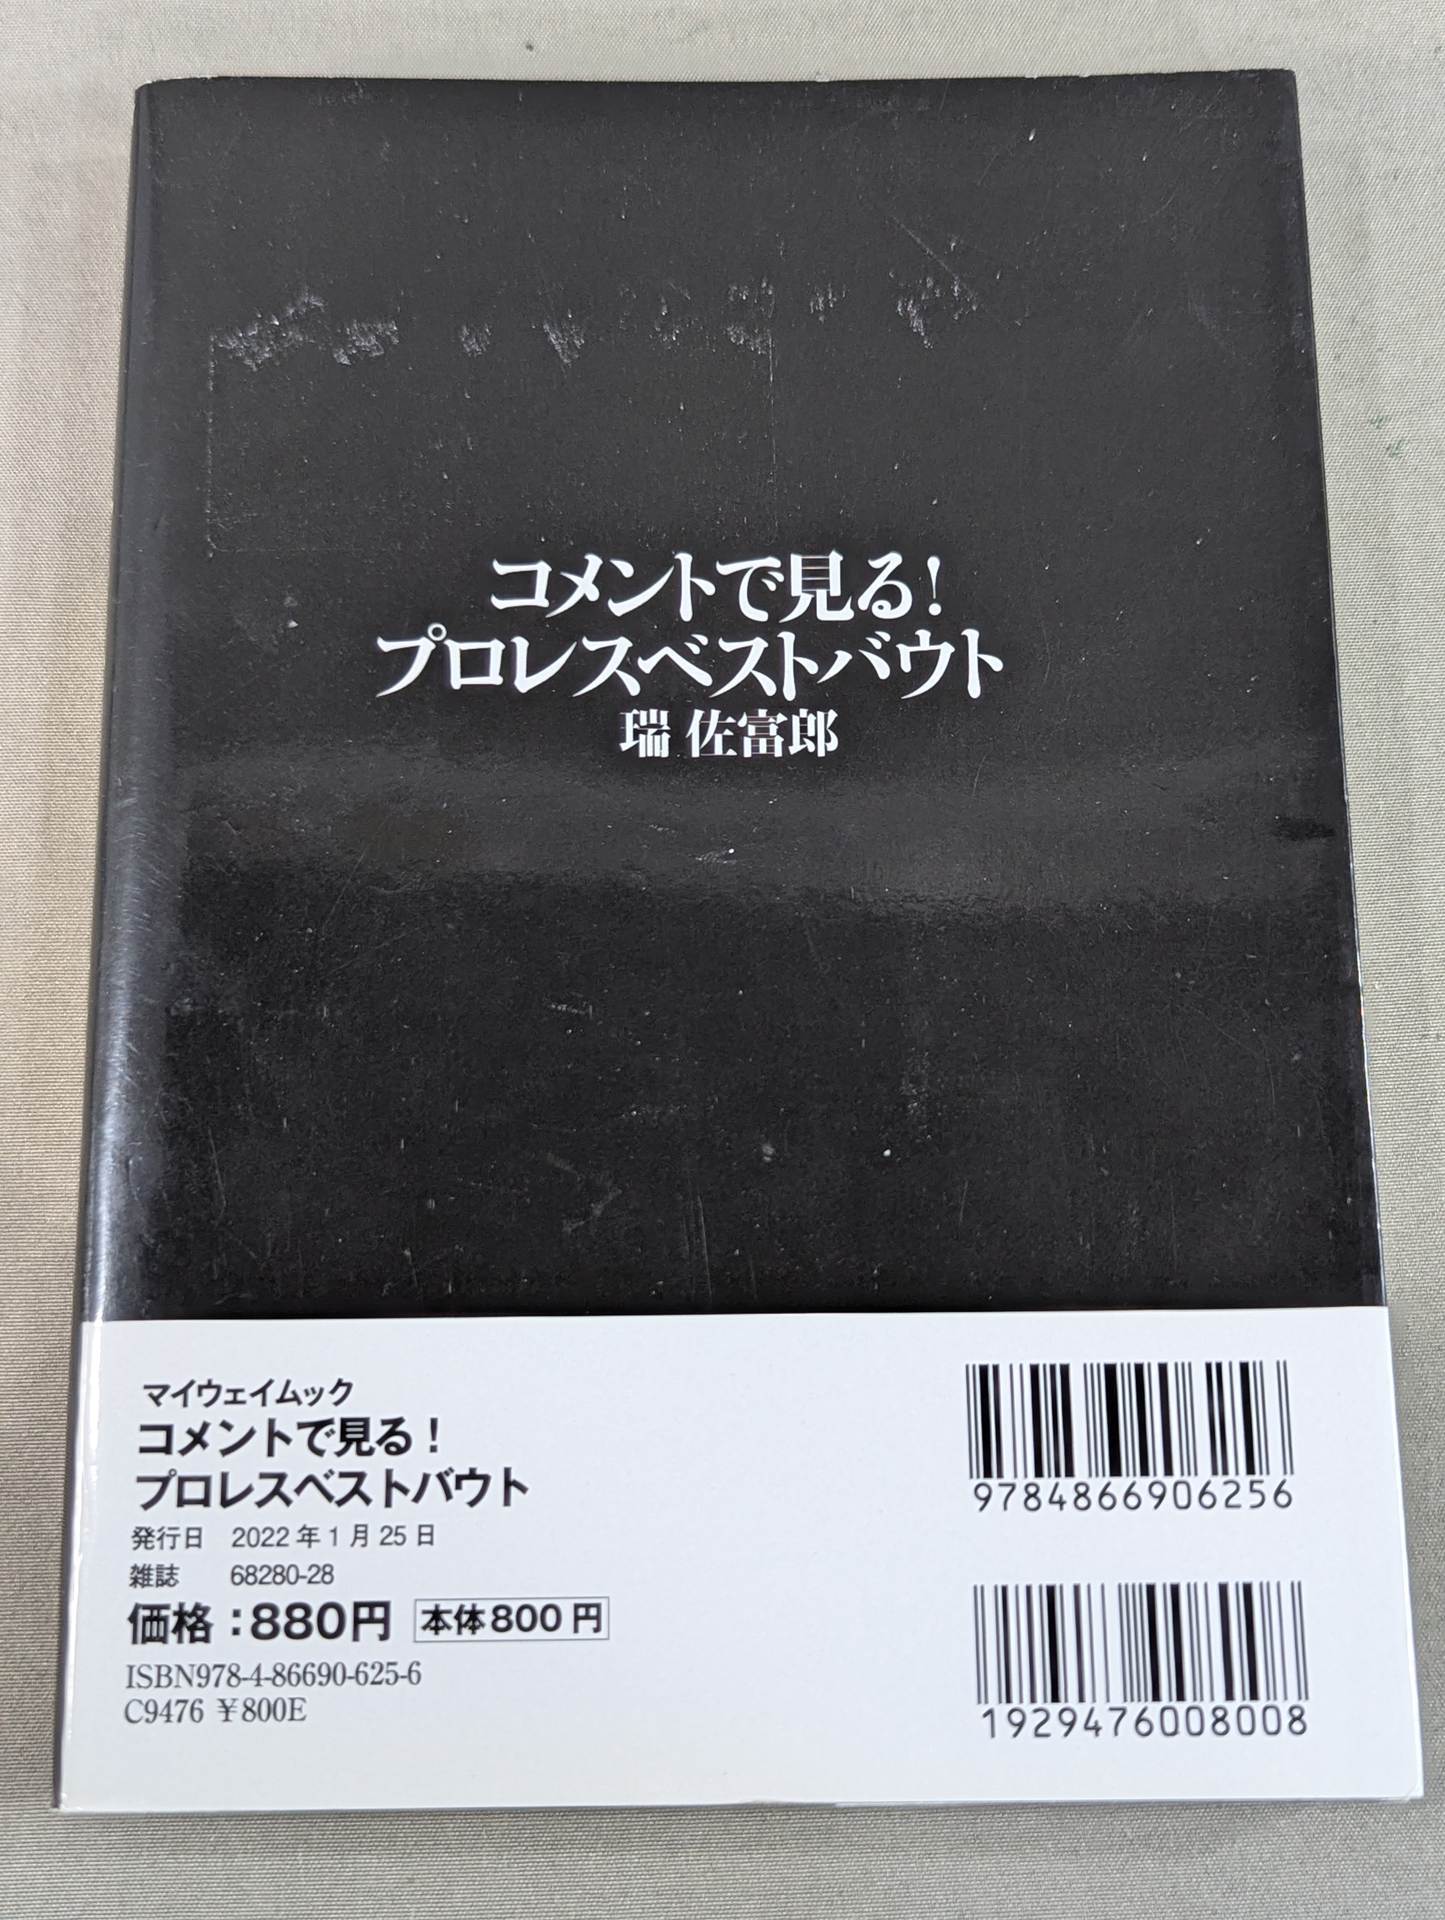 コメントで見る！
プロレスベストバウト
瑞 佐富郎
マイウェイムック
コメントで見る！
プロレスベストバウト
発行日 2022年1月25日
雑誌 68280-28
価格：880円 本体800円
ISBN978-4-86690-625-6
C9476 ￥800E
9784866906256
1929476008008